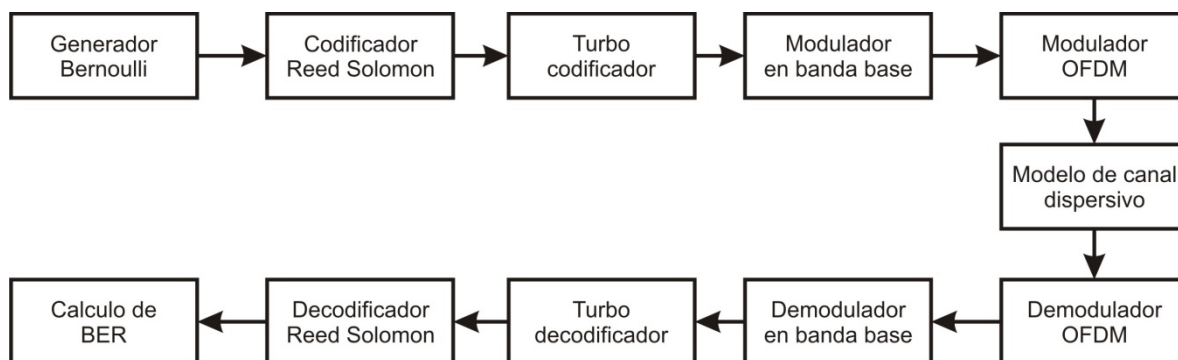 Generador
Bernoulli
Codificador
Reed Solomon
Turbo
codificador
Modulador
en banda base
Modulador
OFDM
Modelo de canal
dispersivo
Calculo de
BER
Decodificador
Reed Solomon
Turbo
decodificador
Demodulador
en banda base
Demodulador
OFDM